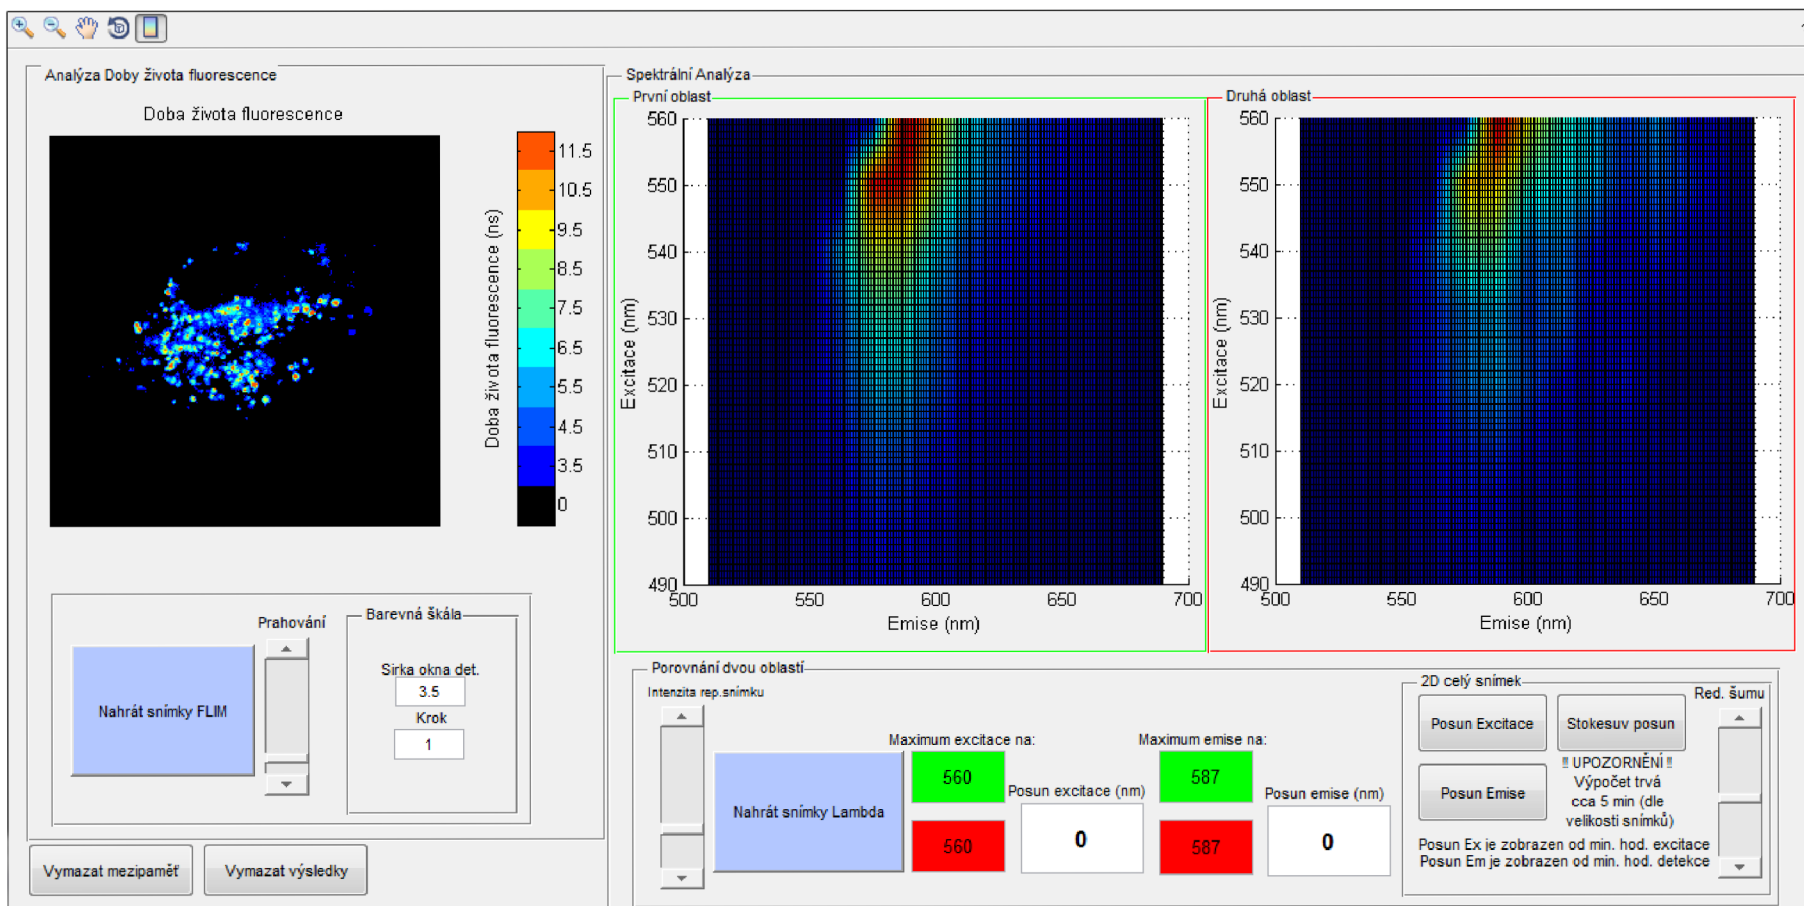 Analýza Doby života fluorescence
Doba života fluorescence
Doba života fluorescence (ns)
11.5
10.5
9.5
8.5
7.5
6.5
5.5
4.5
3.5
0
Prahování
Nahrát snímky FLIM
Barevná škála
Sirka okna det.
3.5
Krok
1
Vymazat mezipaměť
Vymazat výsledky
Spektrální Analýza
První oblast
Excitace (nm)
560
550
540
530
520
510
500
490
500
550
600
650
700
Emise (nm)
Druhá oblast
Excitace (nm)
560
550
540
530
520
510
500
490
500
550
600
650
700
Emise (nm)
Porovnání dvou oblastí
Intenzita rep.snímku
Nahrát snímky Lambda
Maximum excitace na:
560
560
Posun excitace (nm)
0
Maximum emise na:
587
587
Posun emise (nm)
0
2D celý snímek
Posun Excitace
Stokesuv posun
Posun Emise
!! UPOZORNĚNÍ !!
Výpočet trvá
cca 5 min (dle
velikosti snímků)
Posun Ex je zobrazen od min. hod. excitace
Posun Em je zobrazen od min. hod. detekce
Red. šumu